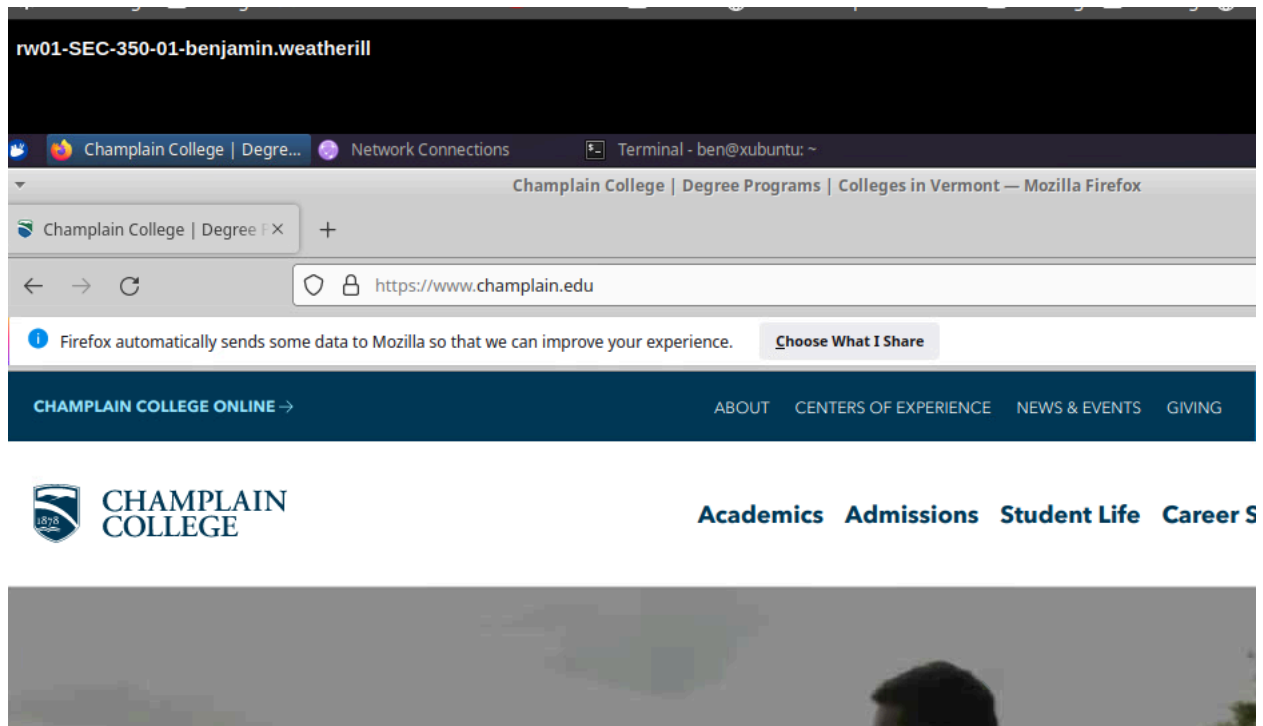 rw01-SEC-350-01-benjamin.weatherill
Champlain College | Degre... Network Connections Terminal - ben@xubuntu: ~
Champlain College | Degree Programs | Colleges in Vermont — Mozilla Firefox
Champlain College | Degree
https://www.champlain.edu
Firefox automatically sends some data to Mozilla so that we can improve your experience. Choose What I Share
CHAMPLAIN COLLEGE ONLINE → ABOUT CENTERS OF EXPERIENCE NEWS & EVENTS GIVING
1878
CHAMPLAIN
COLLEGE
Academics Admissions Student Life Career S